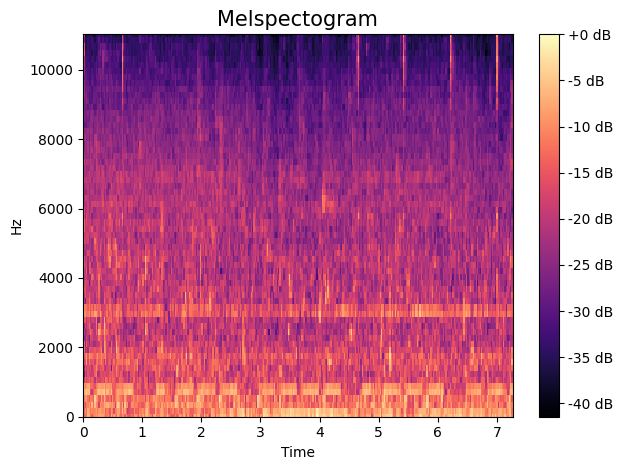 Melspectogram
Hz
10000
8000
6000
4000
2000
0
0 1 2 3 4 5 6 7
Time
+0 dB
-5 dB
-10 dB
-15 dB
-20 dB
-25 dB
-30 dB
-35 dB
-40 dB